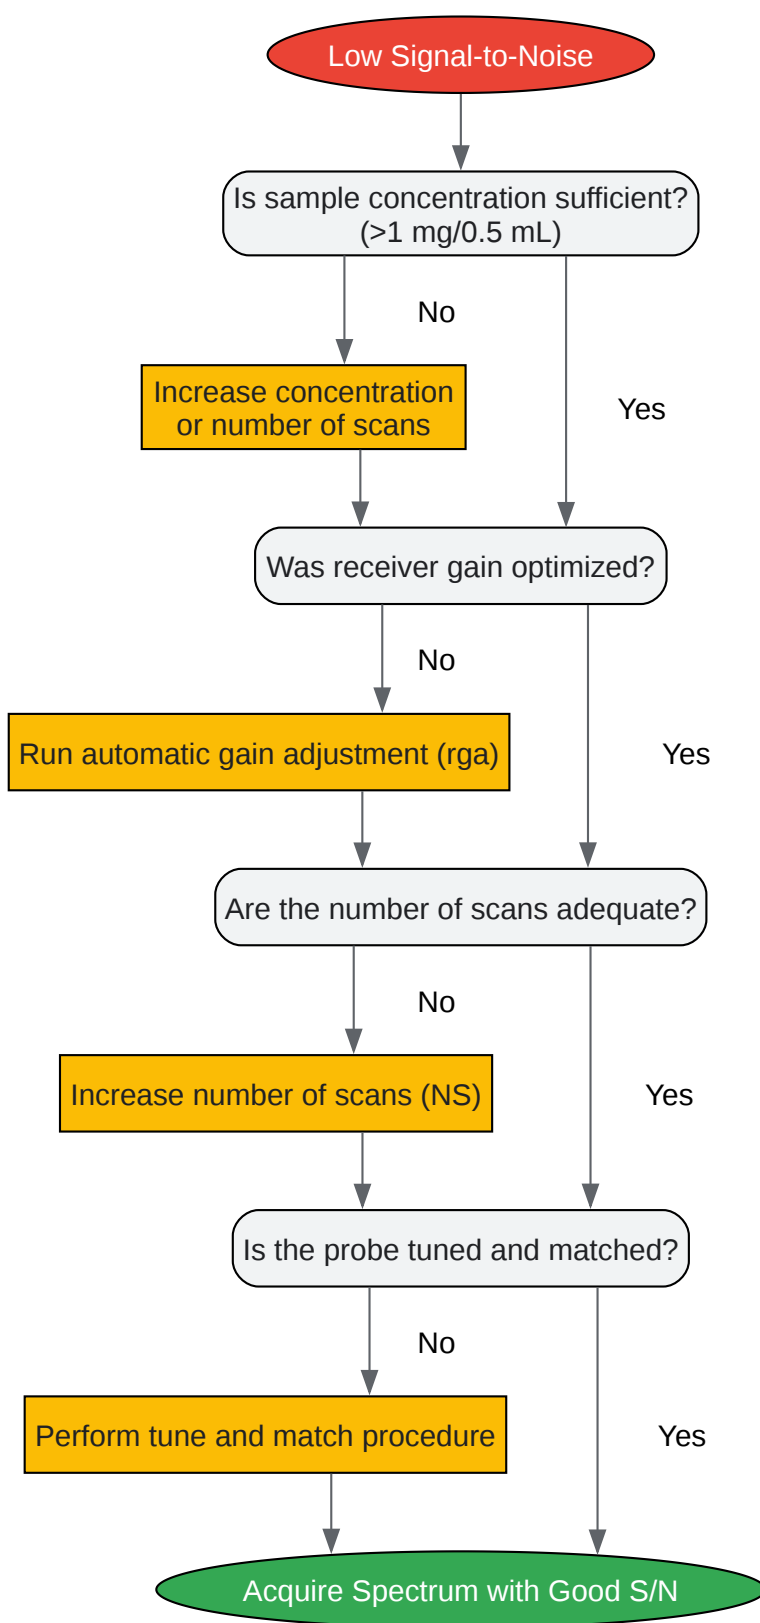 Low Signal-to-Noise
Is sample concentration sufficient?
(>1 mg/0.5 mL)
No
Increase concentration
or number of scans
Yes
Was receiver gain optimized?
No
Run automatic gain adjustment (rga)
Yes
Are the number of scans adequate?
No
Increase number of scans (NS)
Yes
Is the probe tuned and matched?
No
Perform tune and match procedure
Yes
Acquire Spectrum with Good S/N